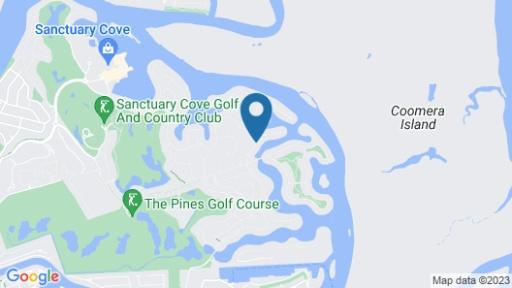 Sanctuary Cove
Sanctuary Cove Golf
And Country Club
Coomera
Island
The Pines Golf Course
Google
Map data ©2023